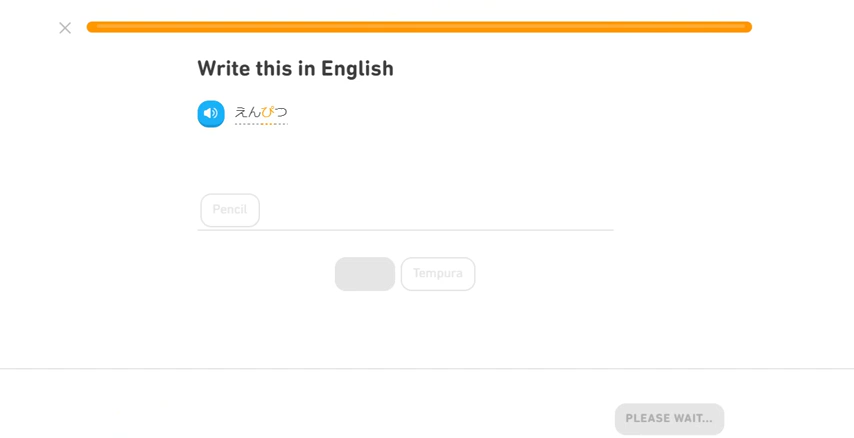 Write this in English
えんぴつ
Pencil
Tempura
PLEASE WAIT...